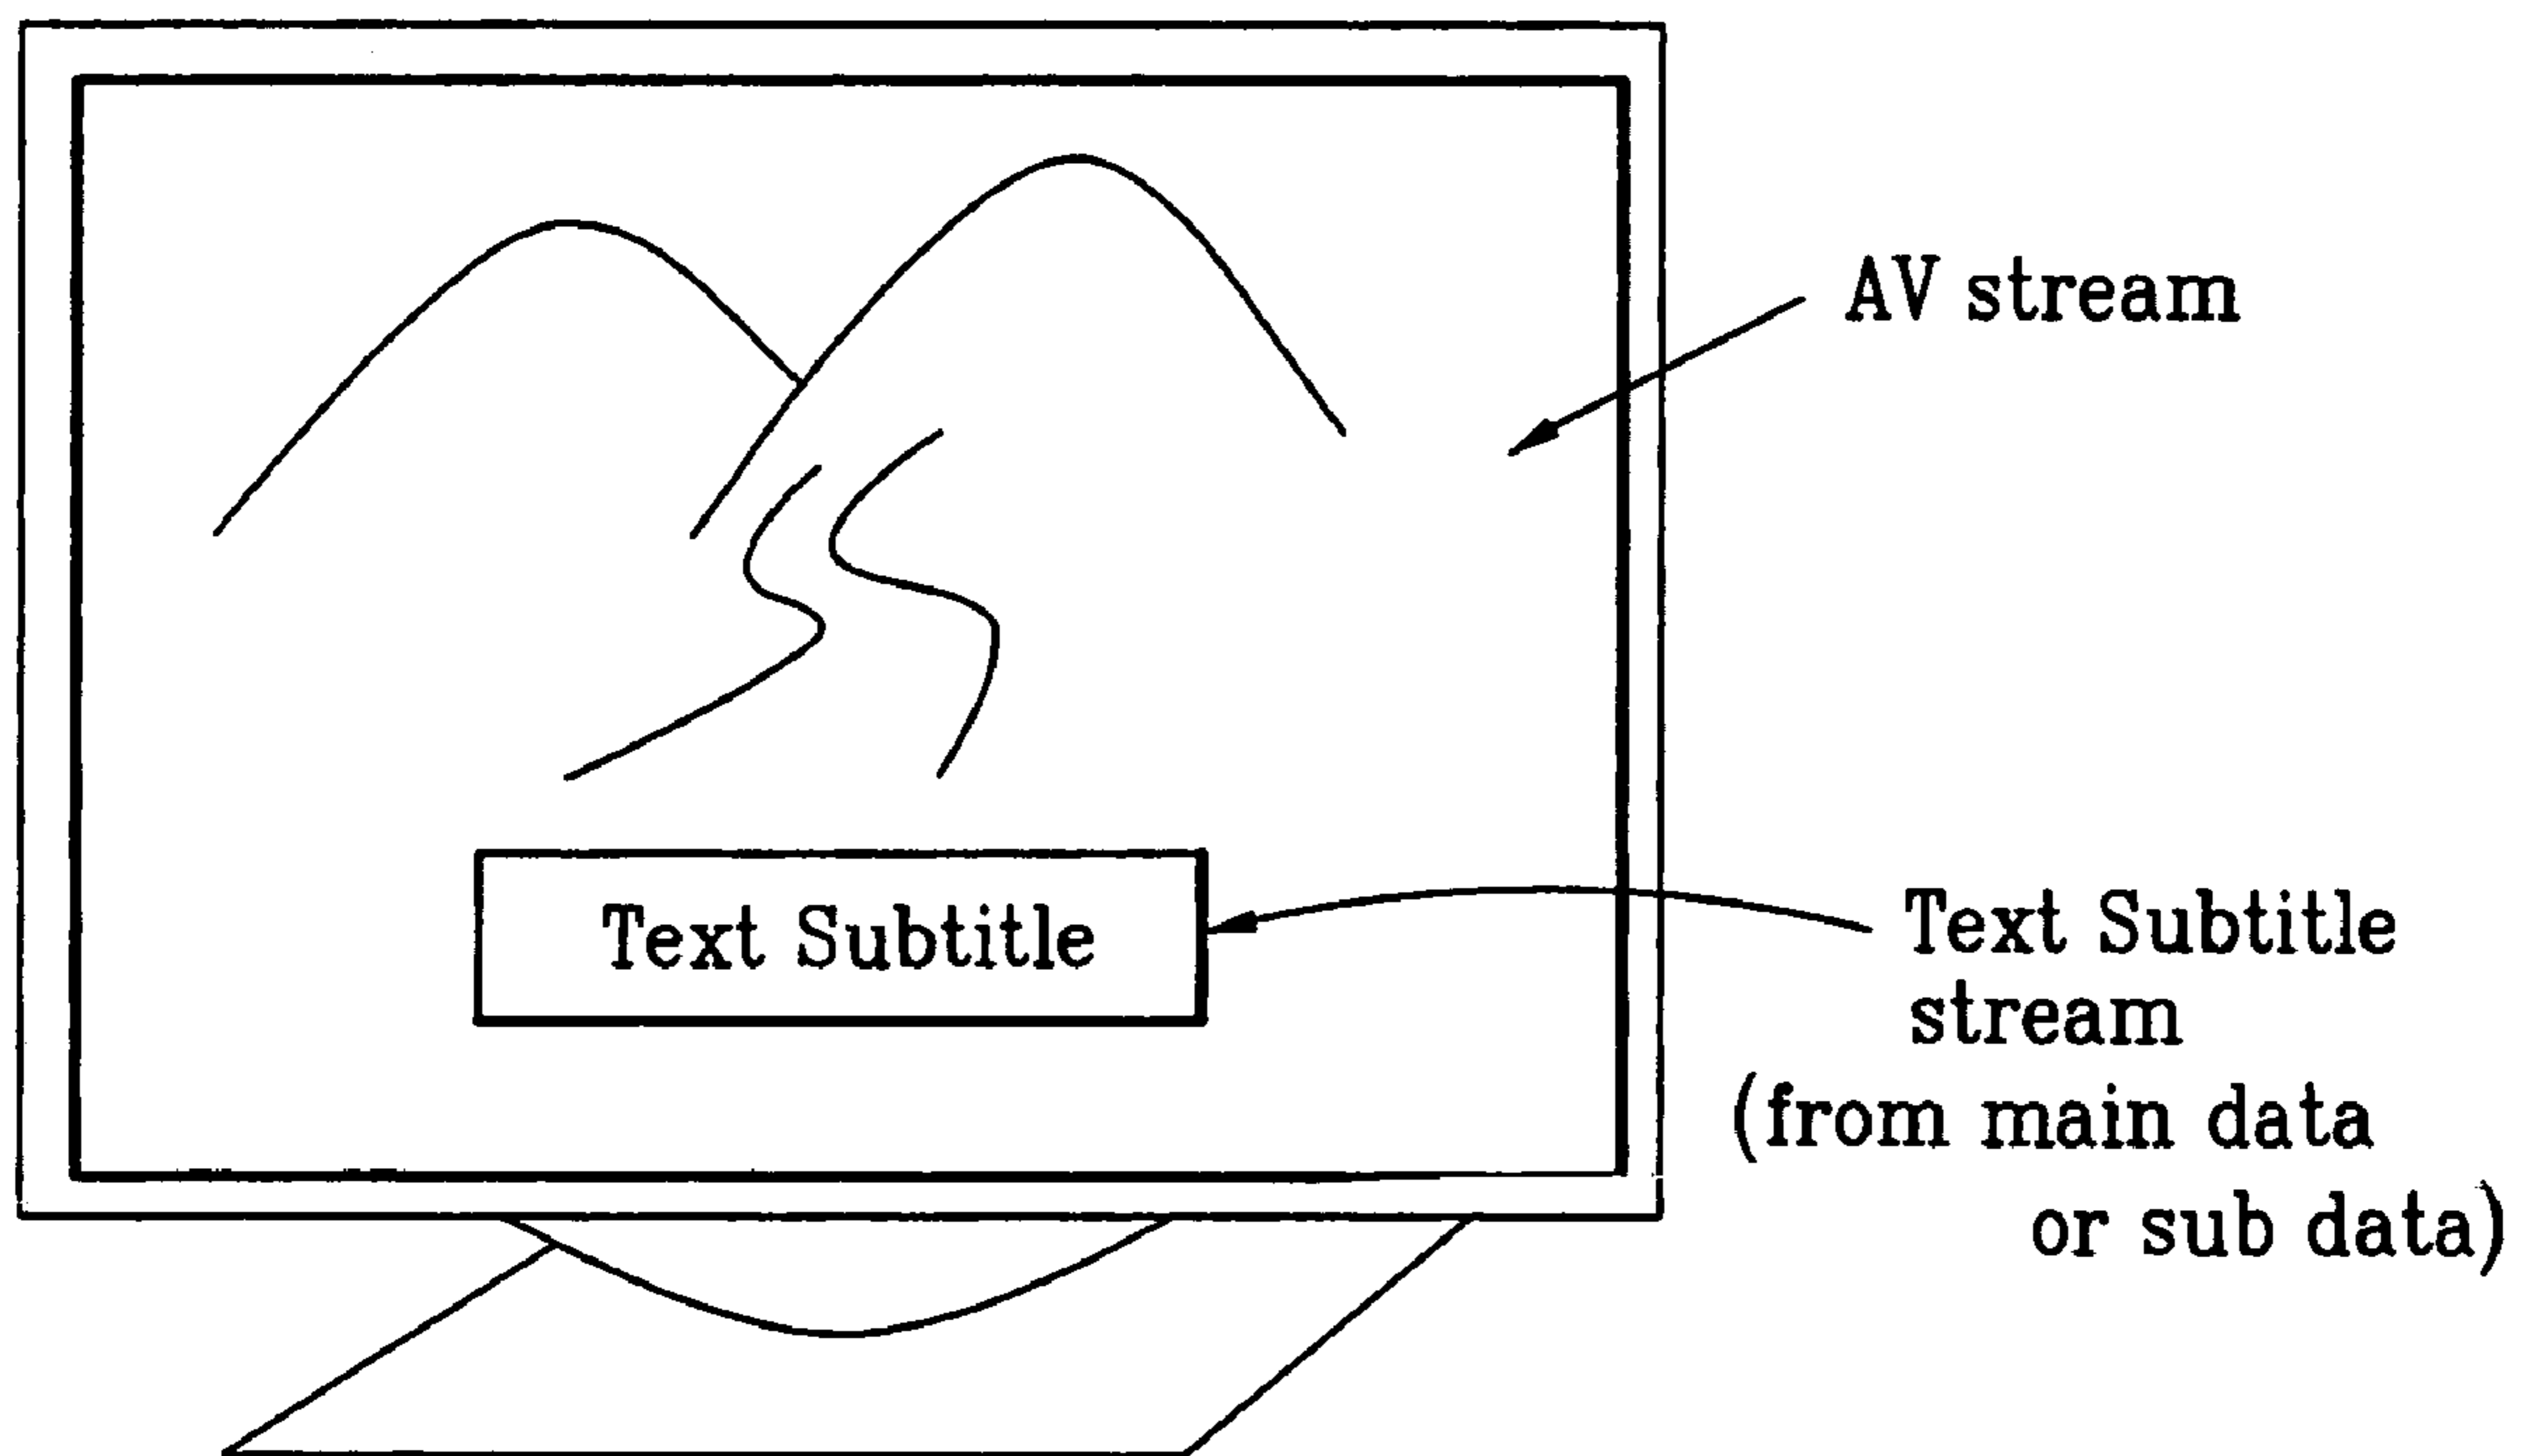 AV stream
Text Subtitle
Text Subtitle
stream
(from main data
or sub data)